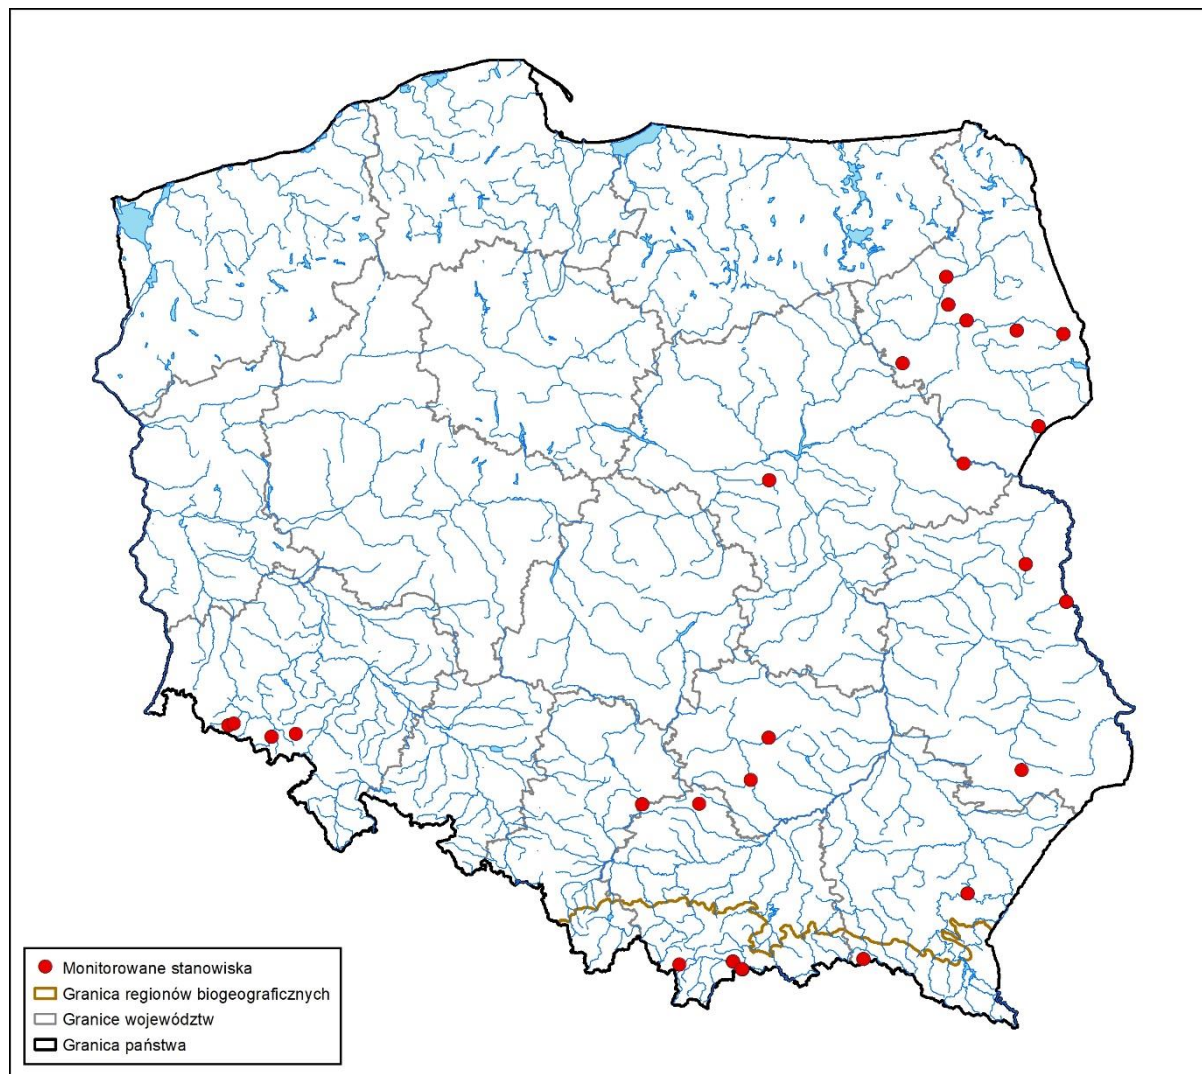 Monitorowane stanowiska
Granica regionów biogeograficznych
Granice województw
Granica państwa